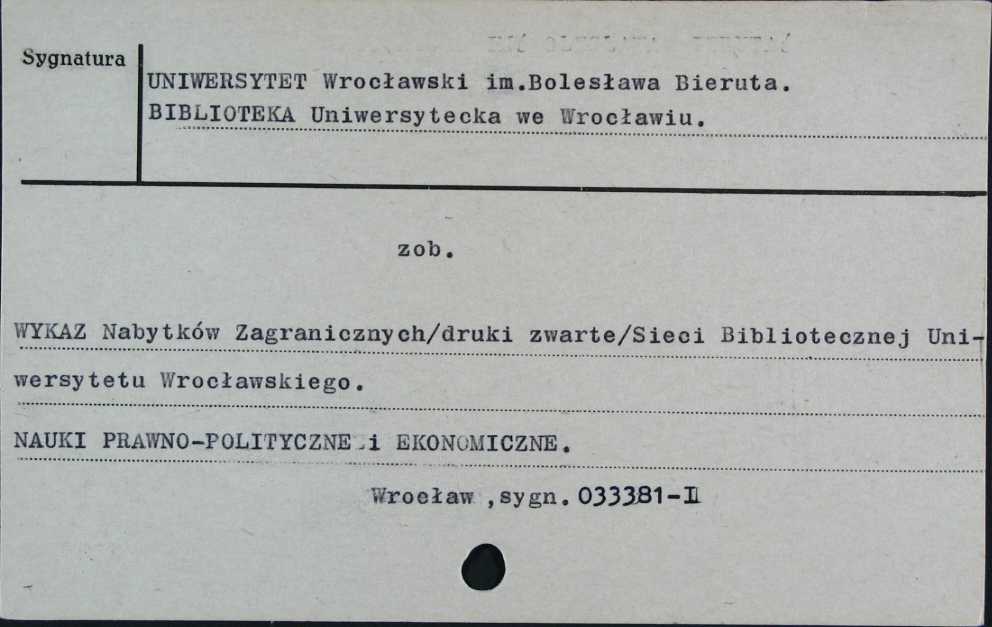 Sygnatura
UNIWERSYTET Wrocławski im.Bolesława Bieruta.
BIBLIOTEKA Uniwersytecka we Wrocławiu.
zob.
WYKAZ Nabytków Zagranicznych/druki zwarte/Sieci Bibliotecznej Uni-
wersytetu Wrocławskiego.
NAUKI PRAWNO-POLITYCZNE i EKONOMICZNE.
Wrocław ,sygn. 033381-II